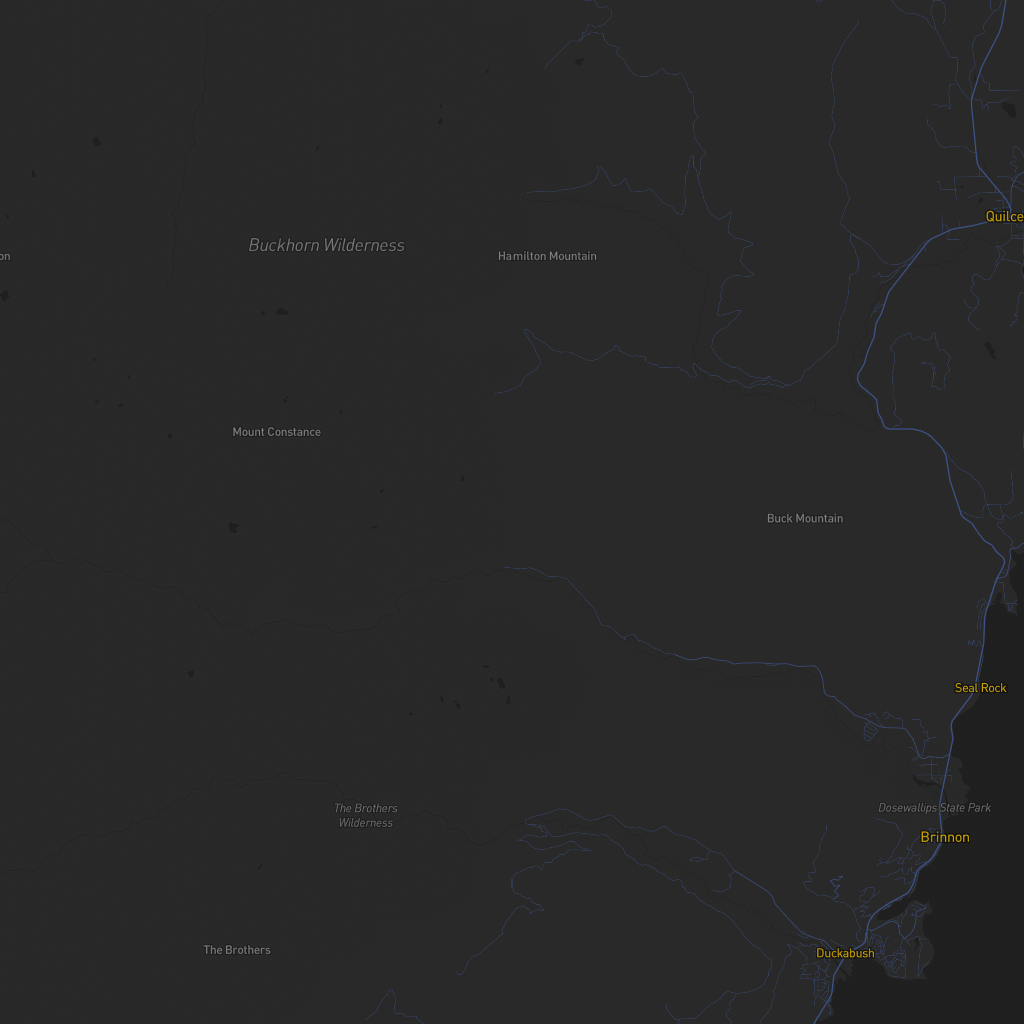 Quilce
Buckhorn Wilderness
on
Hamilton Mountain
Mount Constance
Buck Mountain
Seal Rock
The Brothers
Wilderness
Dosewallips State Park
Brinnon
The Brothers
Duckabush